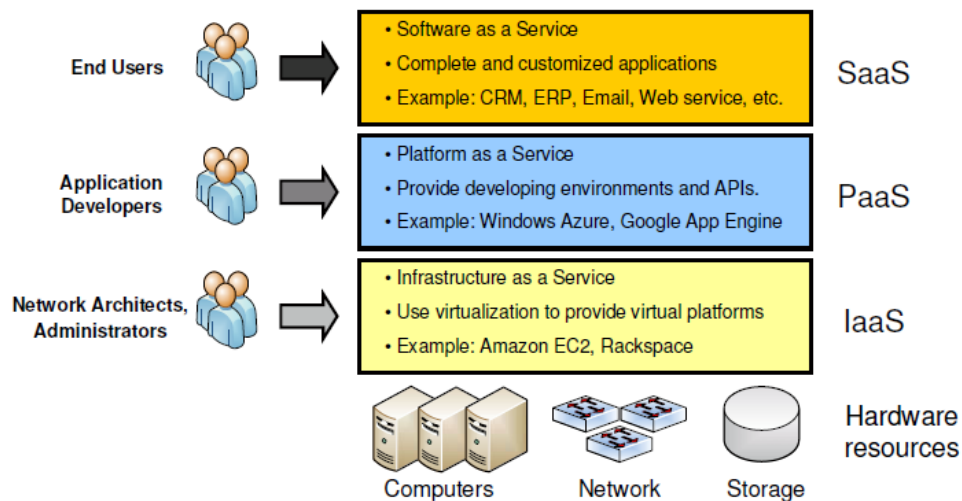 End Users
• Software as a Service
• Complete and customized applications
• Example: CRM, ERP, Email, Web service, etc.
SaaS
Application
Developers
• Platform as a Service
• Provide developing environments and APIs.
• Example: Windows Azure, Google App Engine
PaaS
Network Architects,
Administrators
• Infrastructure as a Service
• Use virtualization to provide virtual platforms
• Example: Amazon EC2, Rackspace
IaaS
Computers
Network
Storage
Hardware
resources